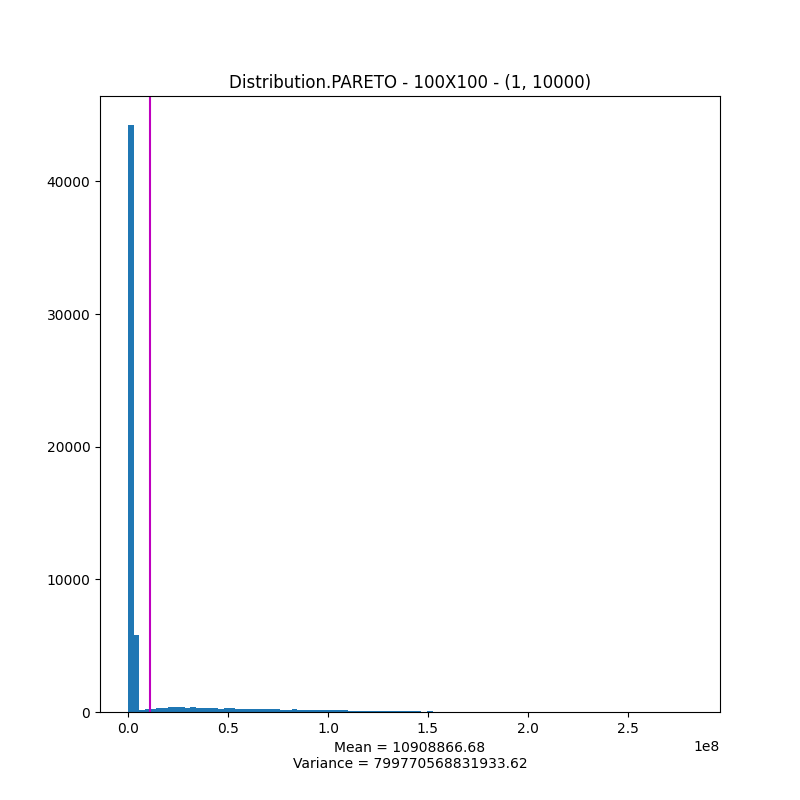 Distribution.PARETO - 100X100 - (1, 10000)
40000
30000
20000
10000
0
0.0 0.5 1.0 1.5 2.0 2.5
1e8
Mean = 10908866.68
Variance = 799770568831933.62